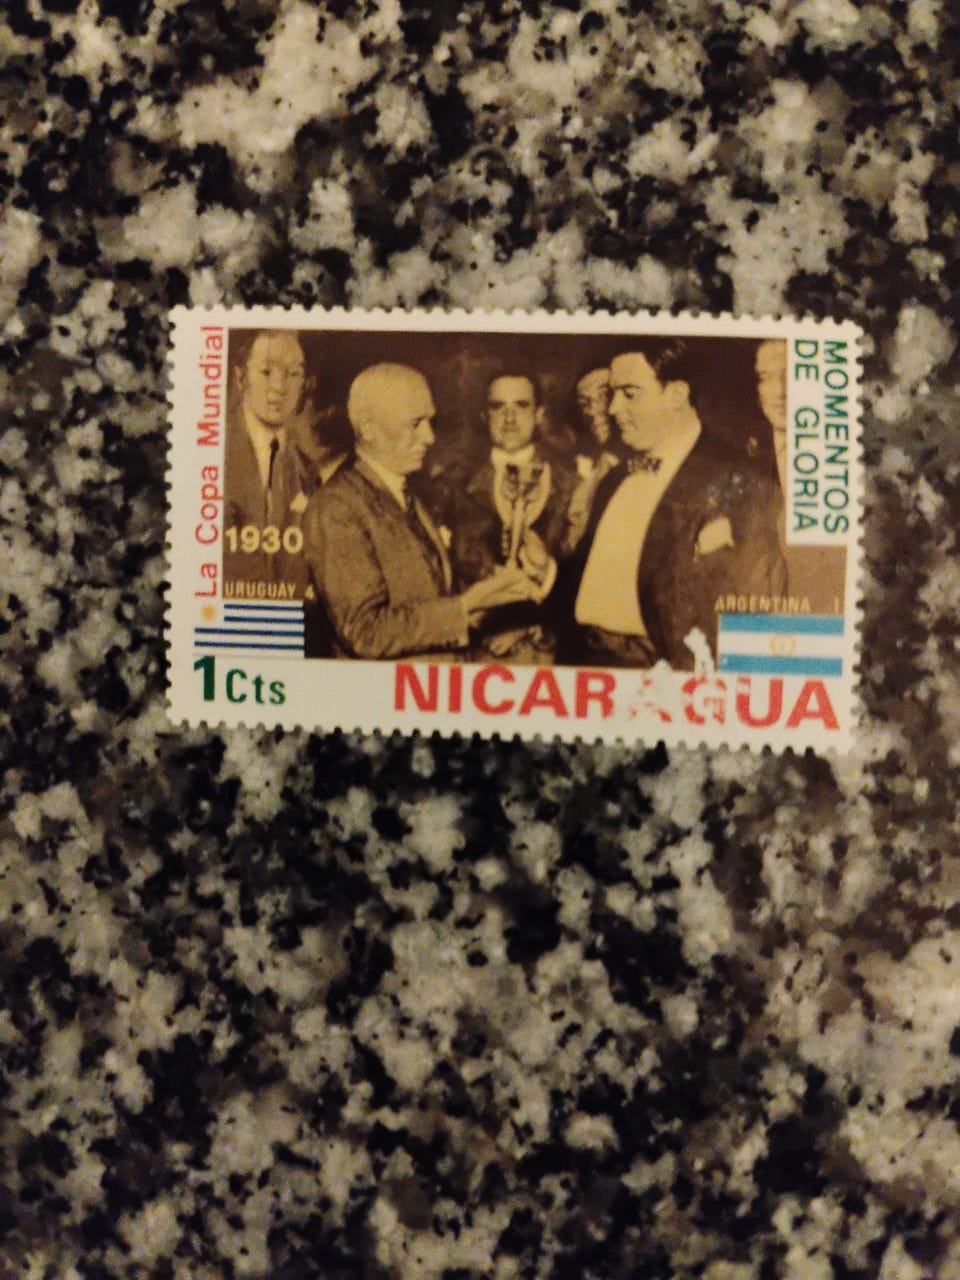 La Copa Mundial
MOMENTOS
DE GLORIA
1930
URUGUAY 4
ARGENTINA 1
1Cts
NICARAGUA